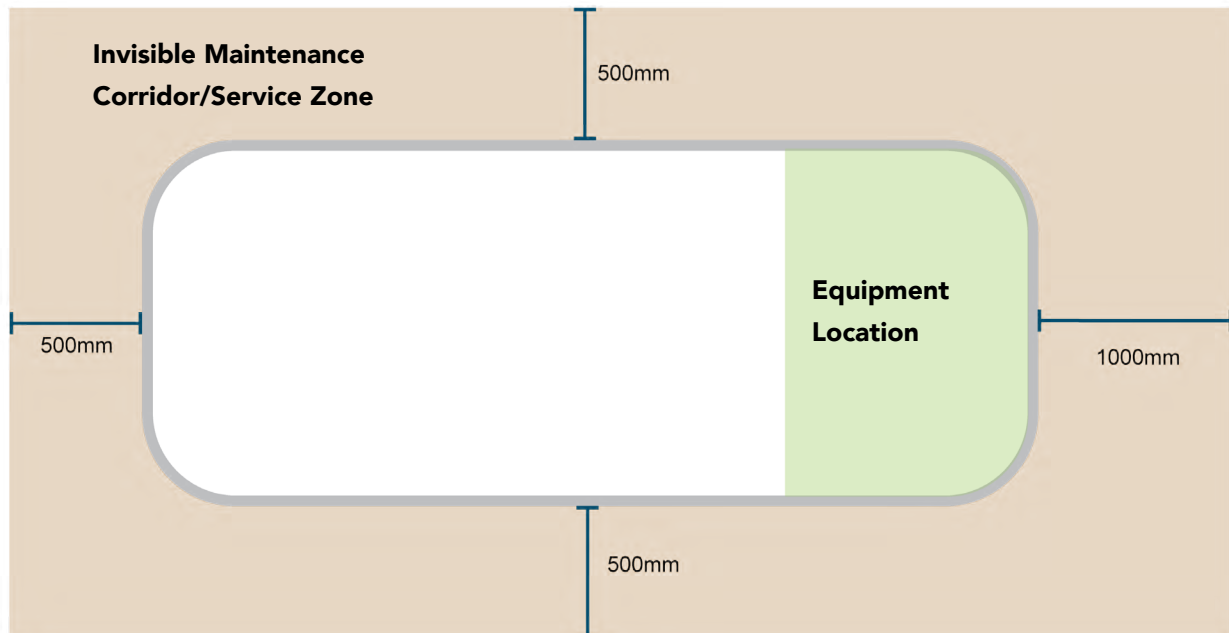 Invisible Maintenance
Corridor/Service Zone
500mm
Equipment
Location
500mm
1000mm
500mm